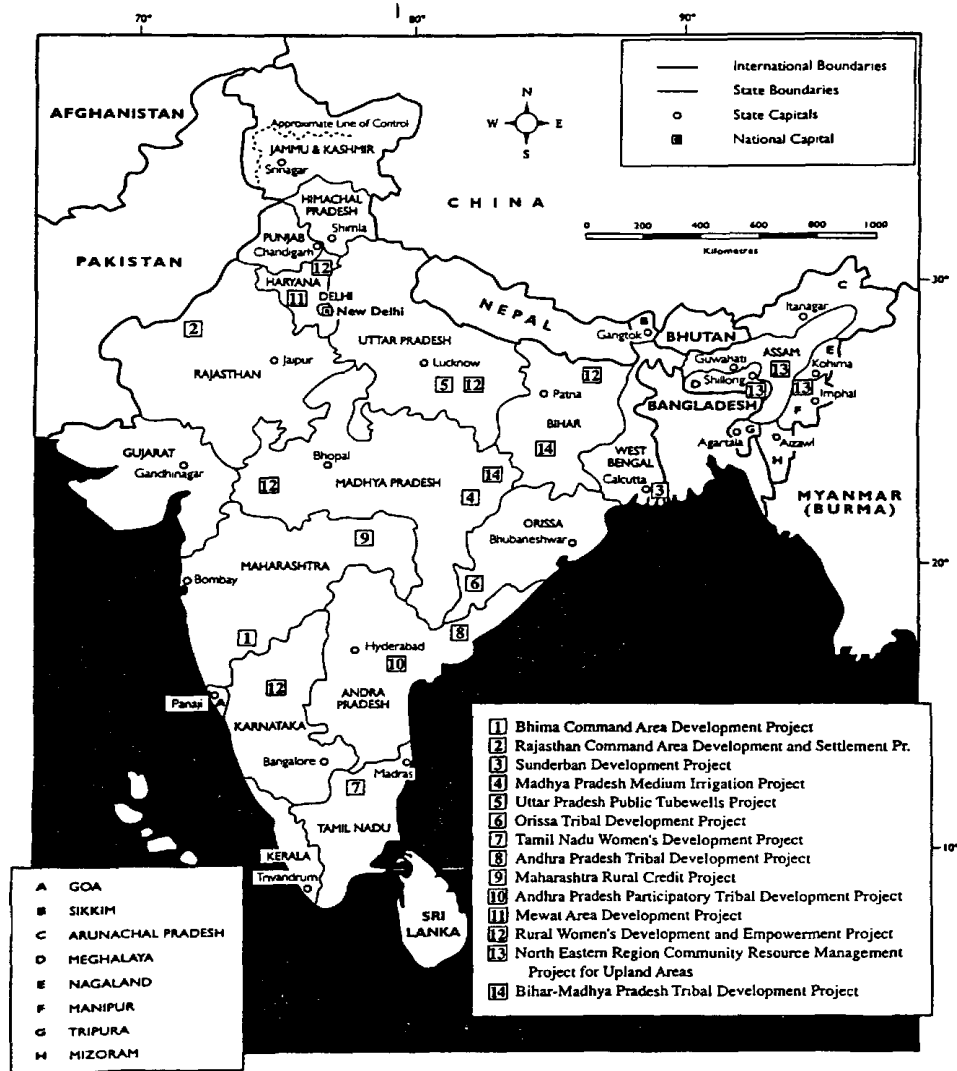 70°
80°
90°
International Boundaries
State Boundaries
State Capitals
National Capital
N
W E
S
AFGHANISTAN
Approximate Line of Control
JAMMU & KASHMIR
Srinagar
HIMACHAL
PRADESH
CHINA
Shimla
PUNJAB
Chandigarh
0 200 400 600 800 1000
Kilometres
PAKISTAN
12
HARYANA
11
DELHI
New Delhi
30°
NEPAL
C
Itanagar
B
Gangtok
BHUTAN
2
UTTAR PRADESH
Jaipur
Lucknow
RAJASTHAN
5
12
12
Patna
BIHAR
14
Guwahati
ASSAM
13
E
Kohima
Shillong
13
13
Imphal
BANGLADESH
F
G
Agartala
Aizawl
H
GUJARAT
Gandhinagar
Bhopal
12
MADHYA PRADESH
14
4
WEST
BENGAL
Calcutta
3
MYANMAR
(BURMA)
ORISSA
Bhubaneshwar
9
MAHARASHTRA
20°
Bombay
6
1
8
Hyderabad
10
12
ANDRA
PRADESH
Panaji
A
KARNATAKA
Bangalore
Madras
7
TAMIL NADU
KERALA
Trivandrum
10°
SRI
LANKA
1 Bhima Command Area Development Project
2 Rajasthan Command Area Development and Settlement Pr.
3 Sunderban Development Project
4 Madhya Pradesh Medium Irrigation Project
5 Uttar Pradesh Public Tubewells Project
6 Orissa Tribal Development Project
7 Tamil Nadu Women's Development Project
8 Andhra Pradesh Tribal Development Project
9 Maharashtra Rural Credit Project
10 Andhra Pradesh Participatory Tribal Development Project
11 Mewat Area Development Project
12 Rural Women's Development and Empowerment Project
13 North Eastern Region Community Resource Management
Project for Upland Areas
14 Bihar-Madhya Pradesh Tribal Development Project
A GOA
B SIKKIM
C ARUNACHAL PRADESH
D MEGHALAYA
E NAGALAND
F MANIPUR
G TRIPURA
H MIZORAM